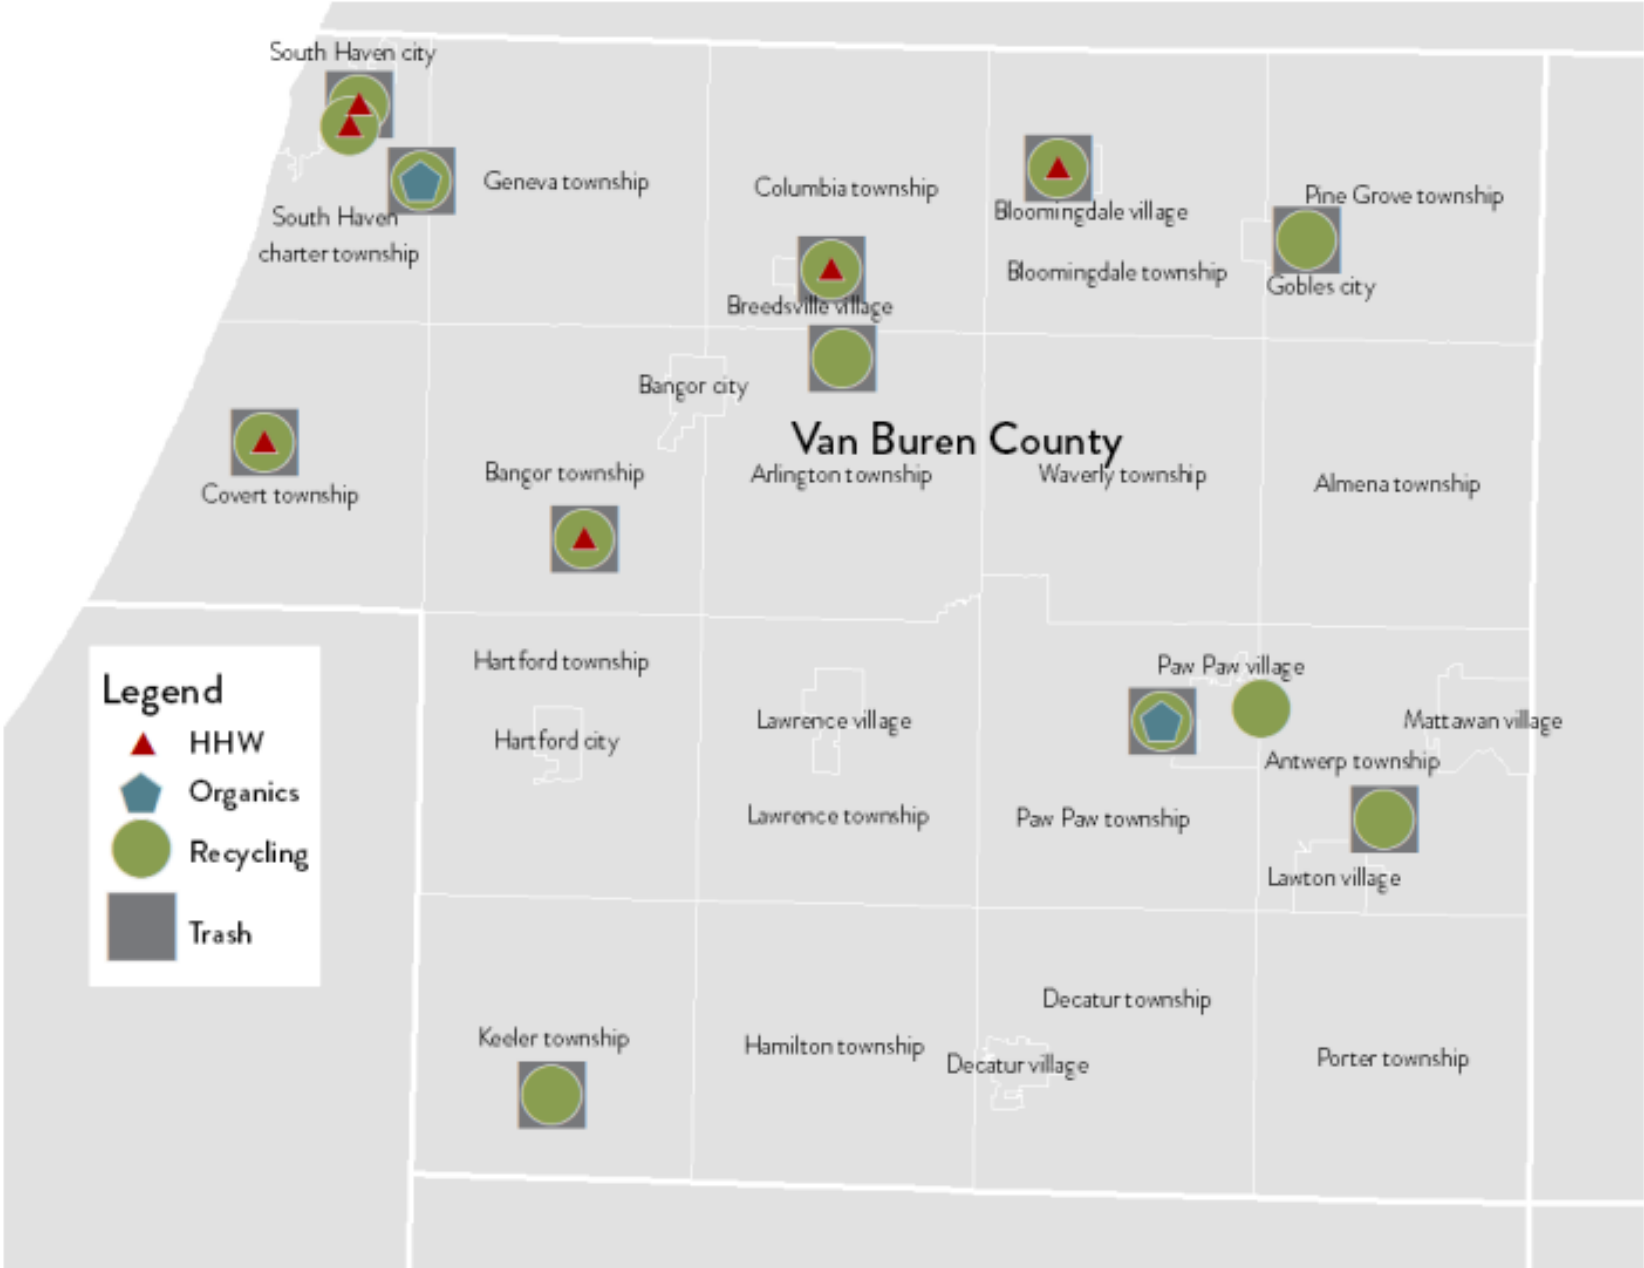 South Haven city
Geneva township
Columbia township
Pine Grove township
Bloomingdale village
South Haven
charter township
Bloomingdale township
Gobles city
Breedsville village
Bangor city
Van Buren County
Bangor township
Arlington township
Waverly township
Almena township
Covert township
Hartford township
Paw Paw village
Legend
HHW
Organics
Recycling
Trash
Hartford city
Lawrence village
Mattawan village
Antwerp township
Lawrence township
Paw Paw township
Lawton village
Decatur township
Keeler township
Hamilton township
Decatur village
Porter township